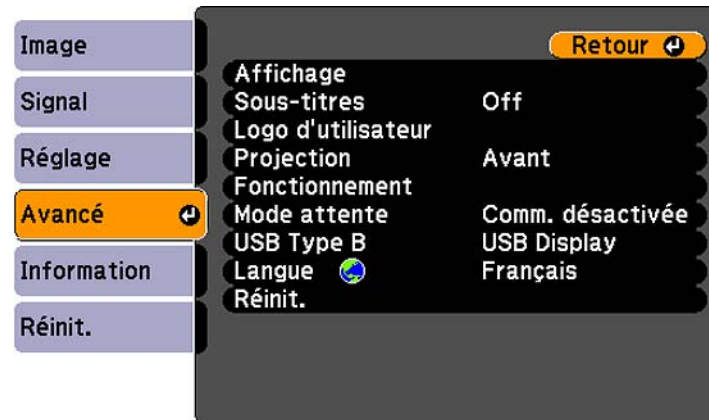 Image
Signal
Réglage
Avancé
Information
Réinit.
Retour
Affichage
Sous-titres Off
Logo d'utilisateur
Projection Avant
Fonctionnement
Mode attente Comm. désactivée
USB Type B USB Display
Langue Français
Réinit.